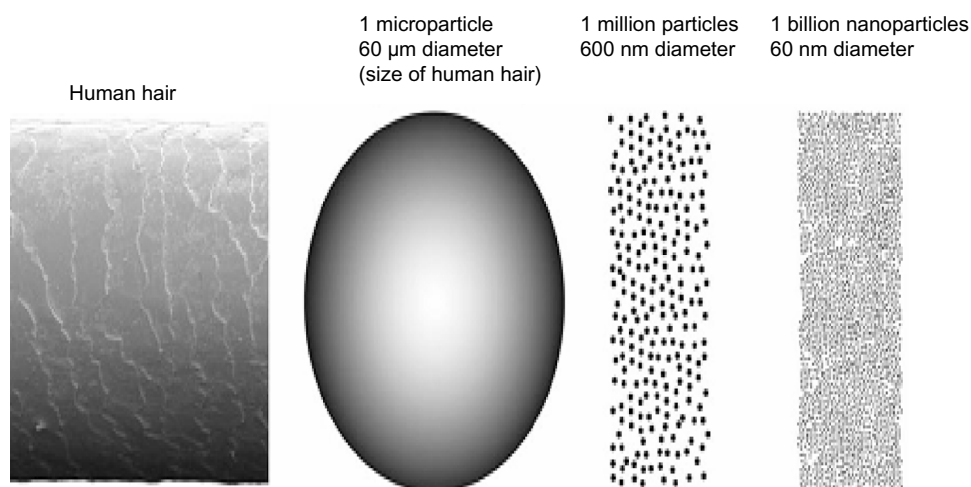 Human hair
1 microparticle
60 µm diameter
(size of human hair)
1 million particles
600 nm diameter
1 billion nanoparticles
60 nm diameter